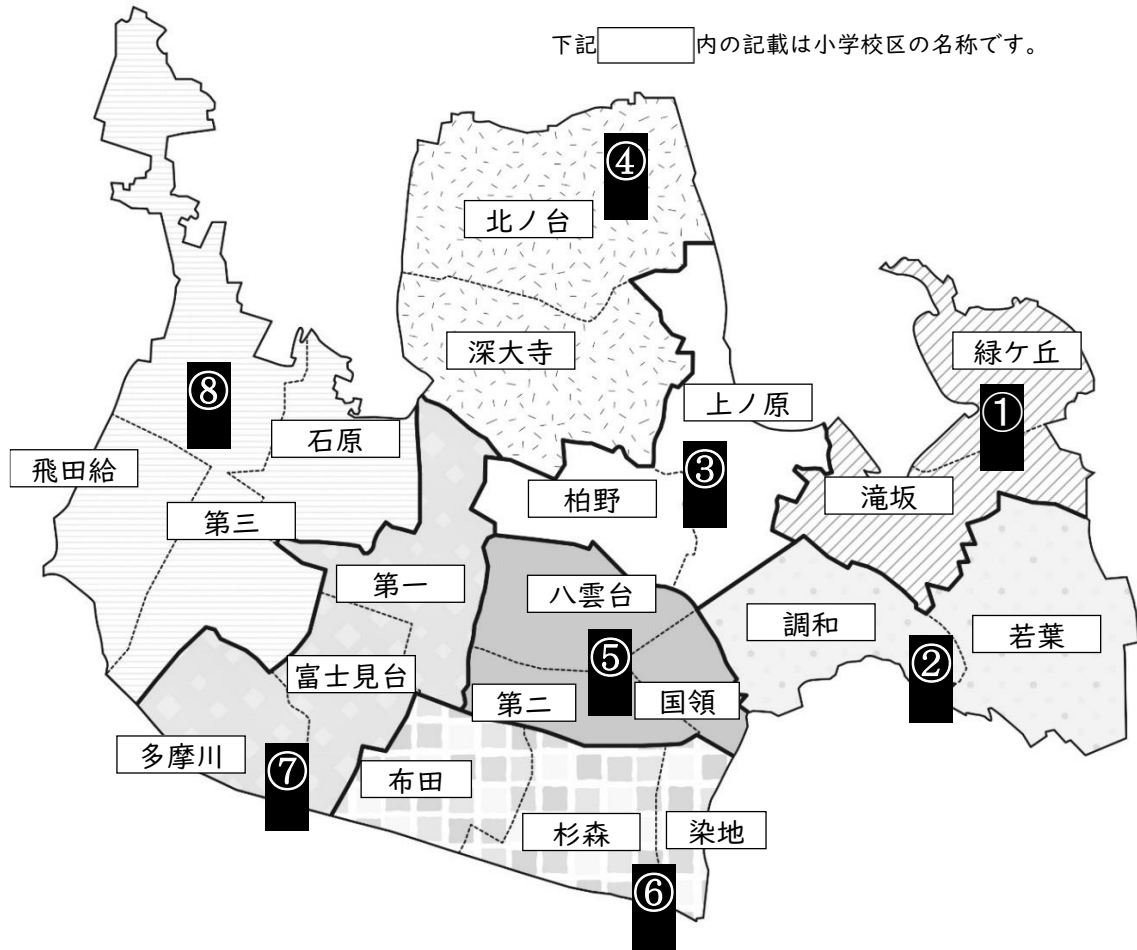 下記 内の記載は小学校区の名称です。
④
北ノ台
深大寺
緑ケ丘
①
⑧
上ノ原
石原
飛田給
③
柏野
滝坂
第三
第一
八雲台
調和
若葉
⑤
②
富士見台
第二
国領
多摩川
⑦
布田
杉森
染地
⑥